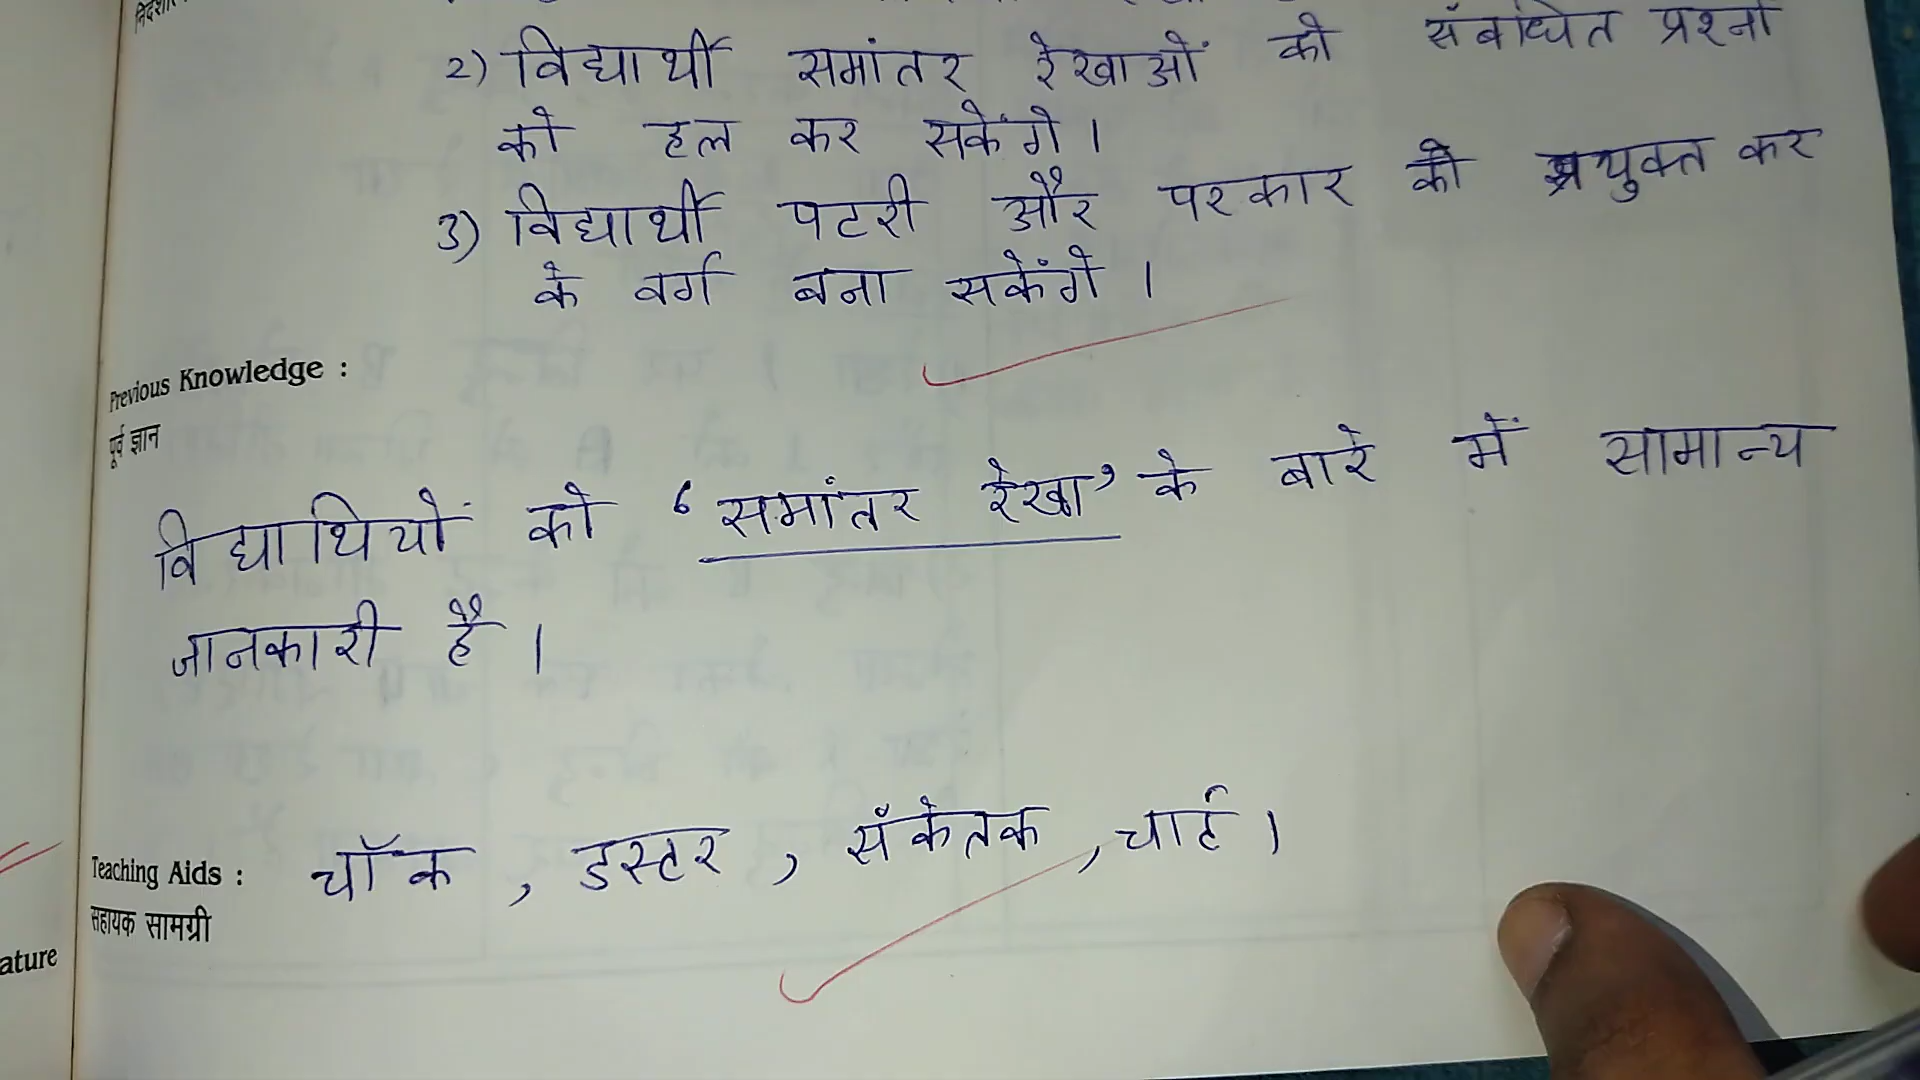 2) विद्यार्थी समांतर रेखाओं को संबंधित प्रश्नों
को हल कर सकेंगे।
3) विद्यार्थी पटरी और परकार को प्रयुक्त कर
के वर्ग बना सकेंगे।
Previous Knowledge :
पूर्व ज्ञान
विद्याथियों को ‘समांतर रेखा’ के बारे में सामान्य
जानकारी है।
Teaching Aids : चॉक, डस्टर, संकेतक, चार्ट।
सहायक सामग्री
ature